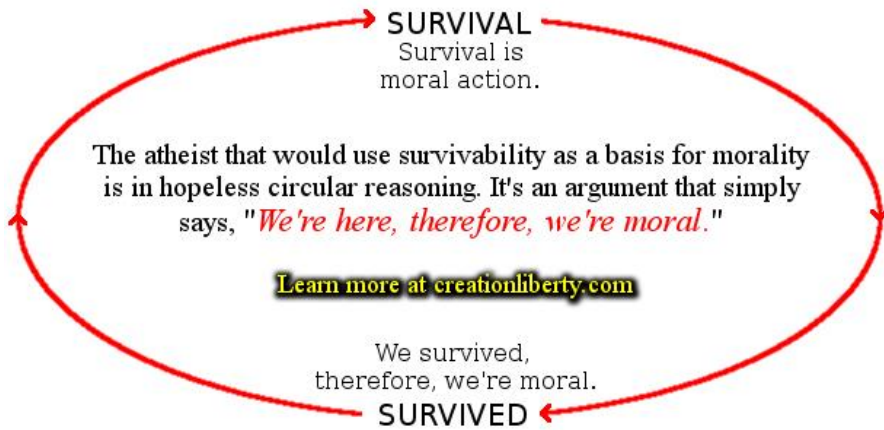 SURVIVAL
Survival is
moral action.
The atheist that would use survivability as a basis for morality
is in hopeless circular reasoning. It's an argument that simply
says, "We're here, therefore, we're moral."
Learn more at creationliberty.com
We survived,
therefore, we're moral.
SURVIVED